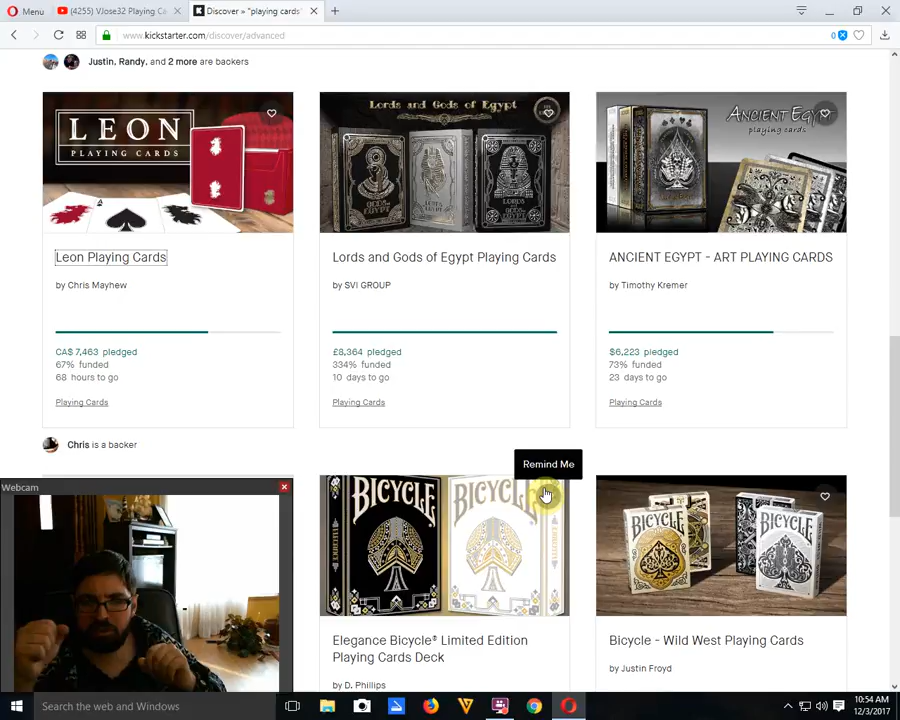 Menu
(4255) VJose32 Playing Ca
Discover » "playing cards"
www.kickstarter.com/discover/advanced
0
Justin, Randy, and 2 more are backers
LEON
PLAYING CARDS
Lords and Gods of Egypt
ANCIENT EGYPT
playing cards
Leon Playing Cards
by Chris Mayhew
CA$ 7,463 pledged
67% funded
68 hours to go
Playing Cards
Lords and Gods of Egypt Playing Cards
by SVI GROUP
£8,364 pledged
334% funded
10 days to go
Playing Cards
ANCIENT EGYPT - ART PLAYING CARDS
by Timothy Kremer
$6,223 pledged
73% funded
23 days to go
Playing Cards
Chris is a backer
Remind Me
Webcam
BICYCLE
BICYCLE
BICYCLE
BICYCLE
Elegance Bicycle® Limited Edition
Playing Cards Deck
by D. Phillips
Bicycle - Wild West Playing Cards
by Justin Froyd
Search the web and Windows
10:54 AM
12/3/2017